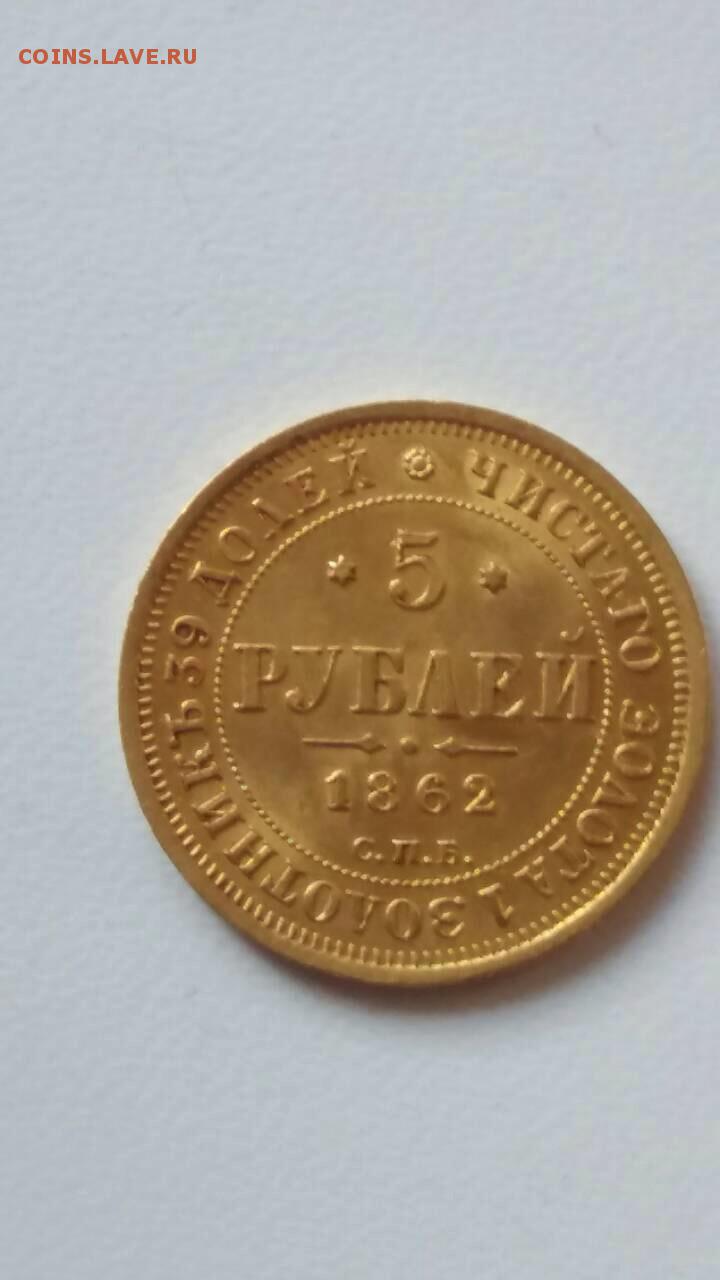 COINS.LAVE.RU
ЧИСТАГО ЗОЛОТА 1 ЗОЛОТНИКЪ 39 ДОЛЕЙ
5
РУБЛЕЙ
1862
С.П.Б.